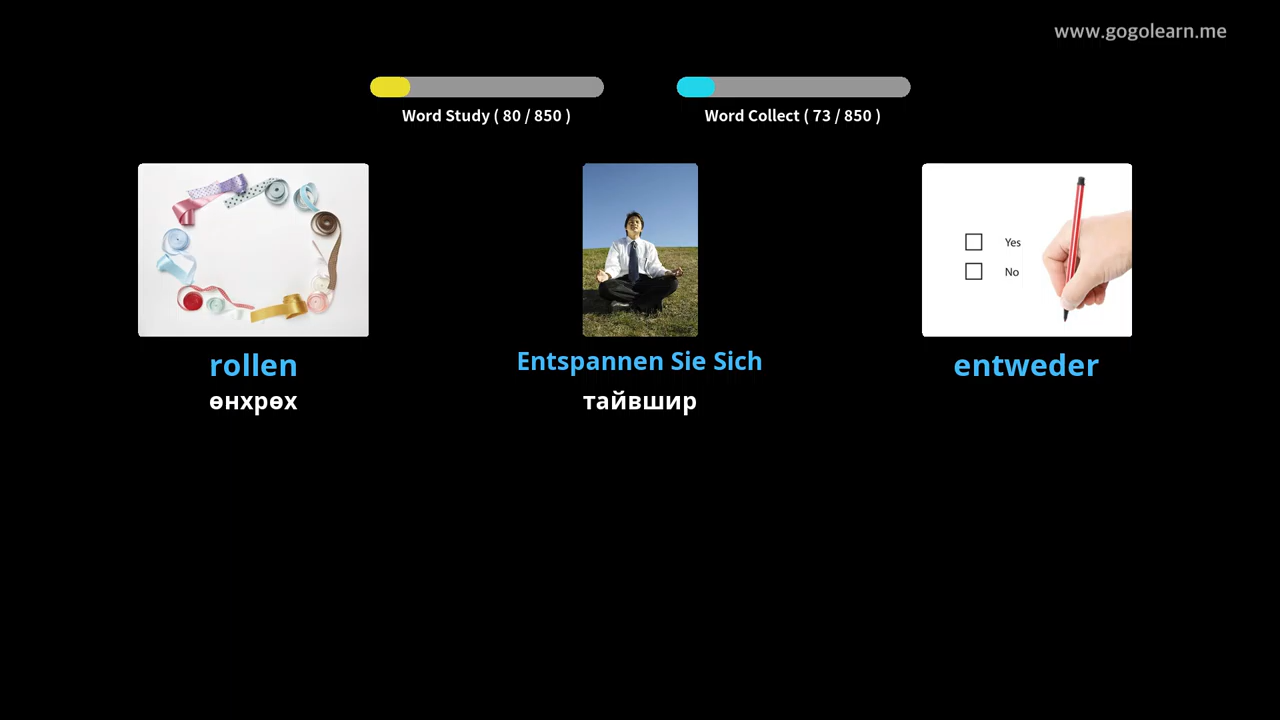 www.gogolearn.me
Word Study ( 80 / 850 )
Word Collect ( 73 / 850 )
Yes
No
rollen
Entspannen Sie Sich
entweder
өнхрөх
тайвшир